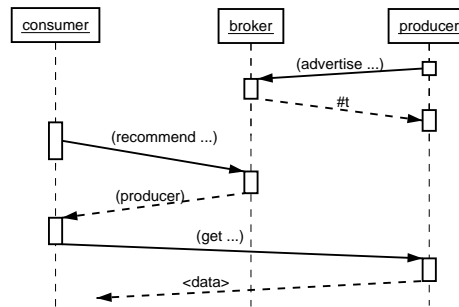 consumer
broker
producer
(advertise ...)
#t
(recommend ...)
(producer)
(get ...)
<data>